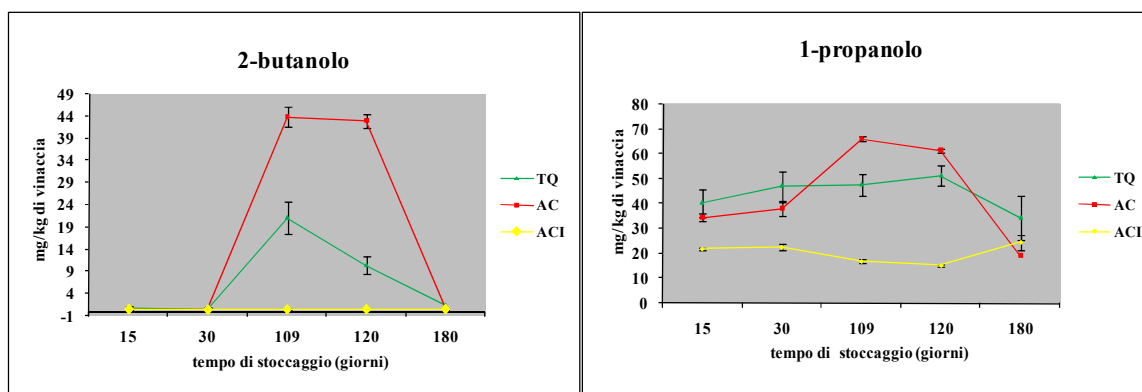 2-butanolo
mg/kg di vinaccia
49
44
39
34
29
24
19
14
9
4
-1
15 30 109 120 180
tempo di stoccaggio (giorni)
TQ
AC
ACI
1-propanolo
mg/kg di vinaccia
80
70
60
50
40
30
20
10
0
15 30 109 120 180
tempo di stoccaggio (giorni)
TQ
AC
ACI